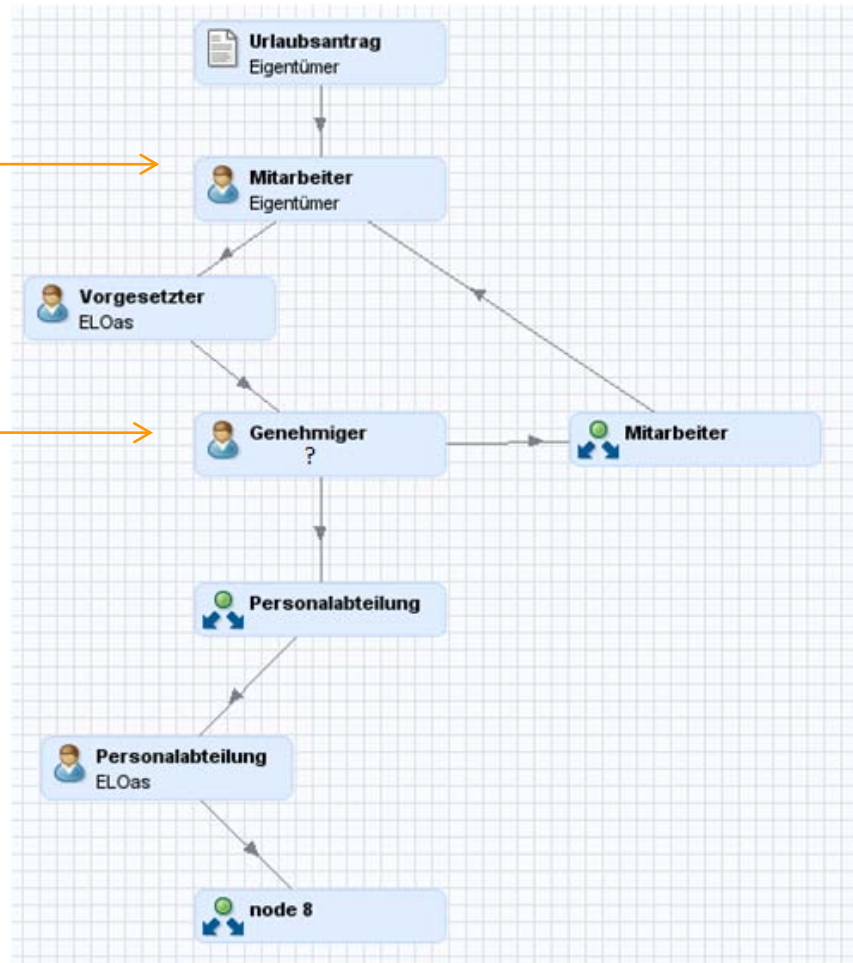 Urlaubsantrag
Eigentümer
Mitarbeiter
Eigentümer
Vorgesetzter
ELOas
Genehmiger
?
Mitarbeiter
Personalabteilung
Personalabteilung
ELOas
node 8